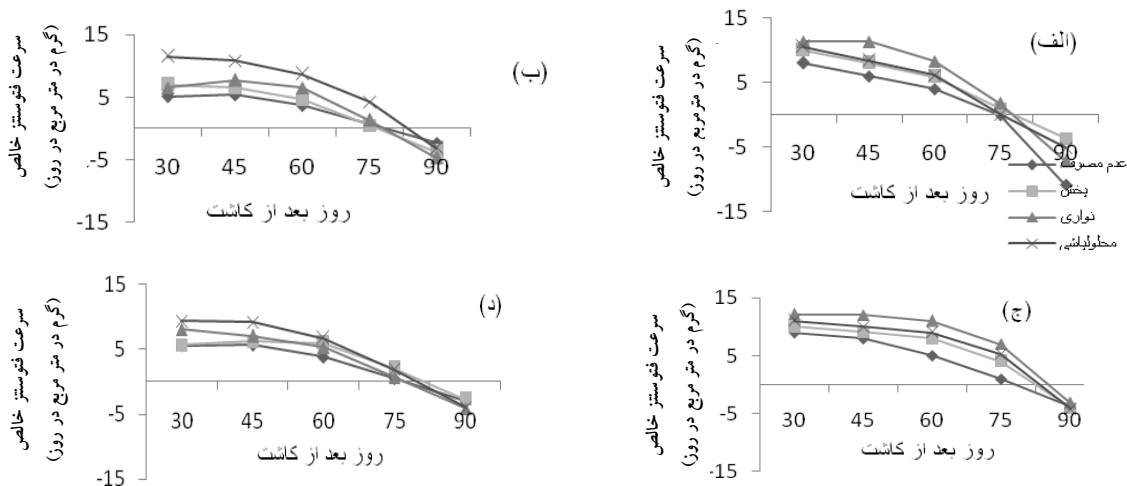 (الف)
سرعت فتوسنتز خالص
(گرم در مترمربع در روز)
15
5
-5
-15
30 45 60 75 90
روز بعد از کاشت
عدم مصرف
پخش
نواری
محلولپاشی
(ب)
سرعت فتوسنتز خالص
(گرم در متر مربع در روز)
15
5
-5
-15
30 45 60 75 90
روز بعد از کاشت
(ج)
سرعت فتوسنتز خالص
(گرم در متر مربع در روز)
15
5
-5
-15
30 45 60 75 90
روز بعد از کاشت
(د)
سرعت فتوسنتز خالص
(گرم در متر مربع در روز)
15
5
-5
-15
30 45 60 75 90
روز بعد از کاشت